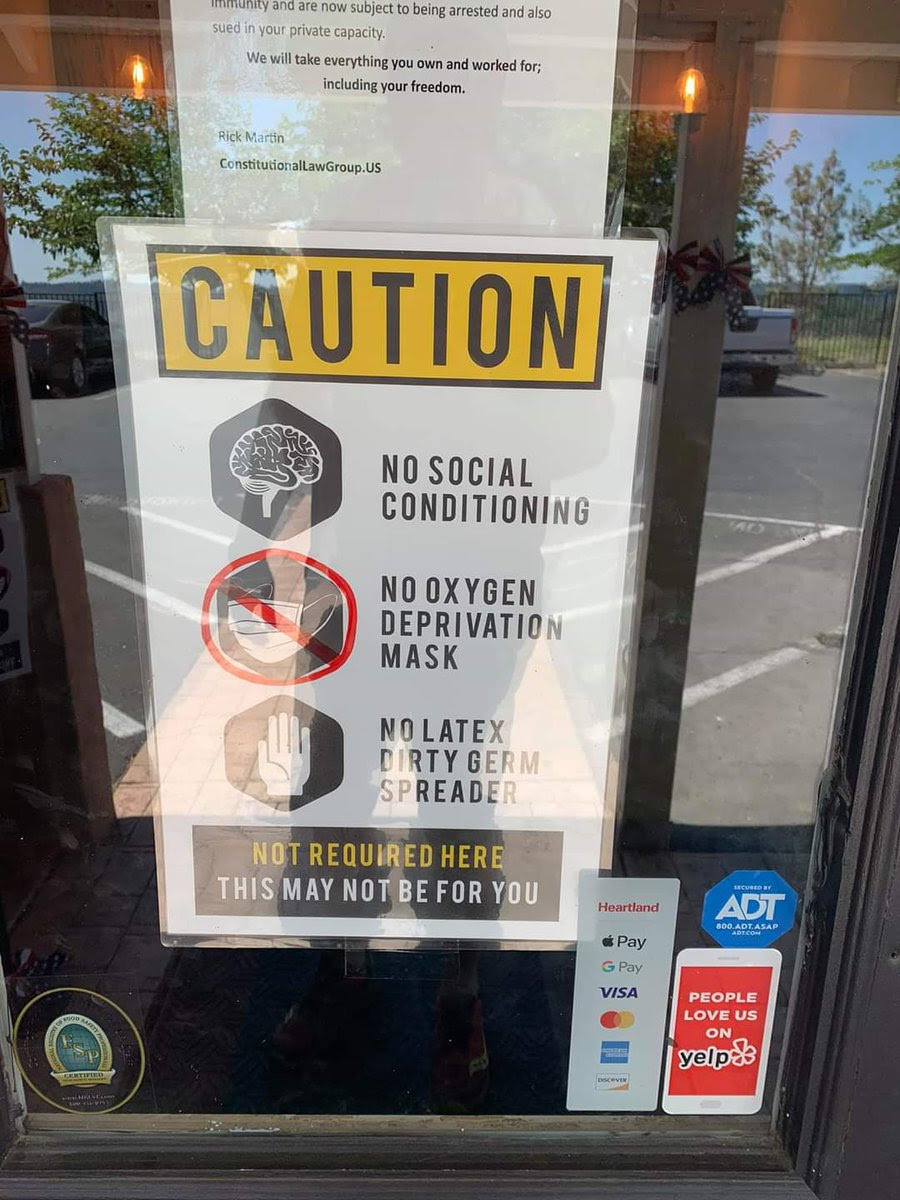 immunity and are now subject to being arrested and also
sued in your private capacity.
We will take everything you own and worked for;
including your freedom.
Rick Martin
ConstitutionalLawGroup.US
CAUTION
NO SOCIAL
CONDITIONING
NO OXYGEN
DEPRIVATION
MASK
NO LATEX
DIRTY GERM
SPREADER
NOT REQUIRED HERE
THIS MAY NOT BE FOR YOU
Heartland
Pay
G Pay
VISA
AMERICAN EXPRESS
DISCOVER
SECURED BY
ADT
800.ADT.ASAP
ADT.COM
PEOPLE
LOVE US
ON
yelp
FSP
CERTIFIED